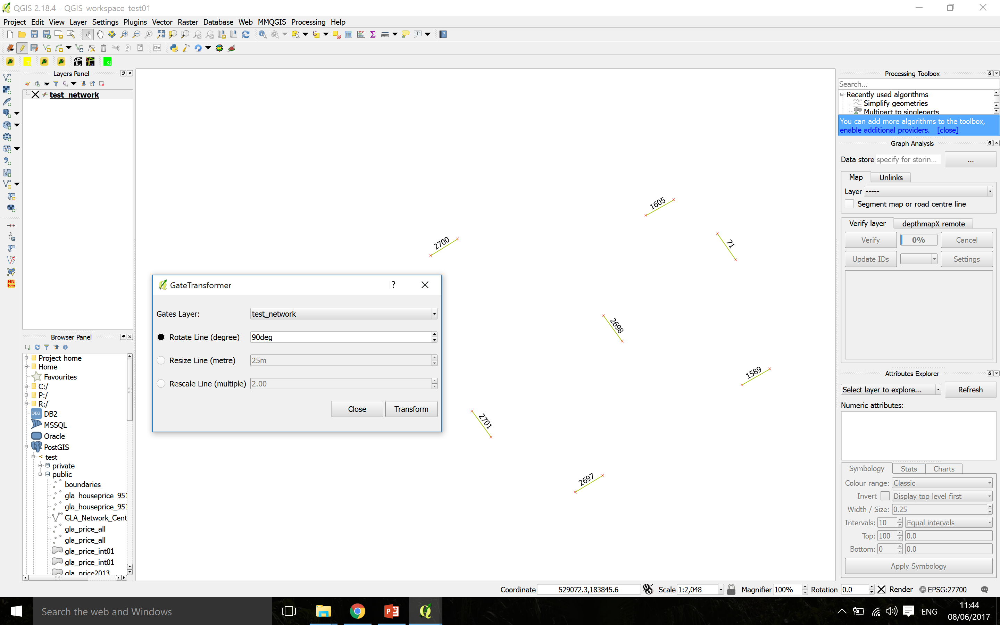 QGIS 2.18.4 - QGIS_workspace_test01
Project Edit View Layer Settings Plugins Vector Raster Database Web MMQGIS Processing Help
CSW
Si
Layers Panel
test_network
NN
Join
Browser Panel
Project home
Home
Favourites
C:/
P:/
R:/
DB2 DB2
MSSQL
Oracle
PostGIS
test
private
public
boundaries
gla_houseprice_951
gla_houseprice_951
GLA_Network_Cent
gla_price_all
gla_price_all
gla_price_int01
gla_price_int01
gla_price2013
1605
2700
71
2698
1589
2701
2697
GateTransformer ?
Gates Layer: test_network
Rotate Line (degree) 90deg
Resize Line (metre) 25m
Rescale Line (multiple) 2.00
Close Transform
Processing Toolbox
Search...
Recently used algorithms
Simplify geometries
Multipart to singleparts
You can add more algorithms to the toolbox,
enable additional providers. [close]
Graph Analysis
Data store specify for storin... ...
Map Unlinks
Layer -----
Segment map or road centre line
Verify layer depthmapX remote
Verify 0% Cancel
Update IDs Settings
Attributes Explorer
Select layer to explore... Refresh
Numeric attributes:
Symbology Stats Charts
Colour range: Classic
Invert Display top level first
Width / Size: 0.25
Intervals: 10 Equal intervals
Top: 100 0.0
Bottom: 0 0.0
Apply Symbology
Coordinate 529072.3,183845.6 Scale 1:2,048 Magnifier 100% Rotation 0.0 Render EPSG:27700
Search the web and Windows
ENG
11:44
08/06/2017